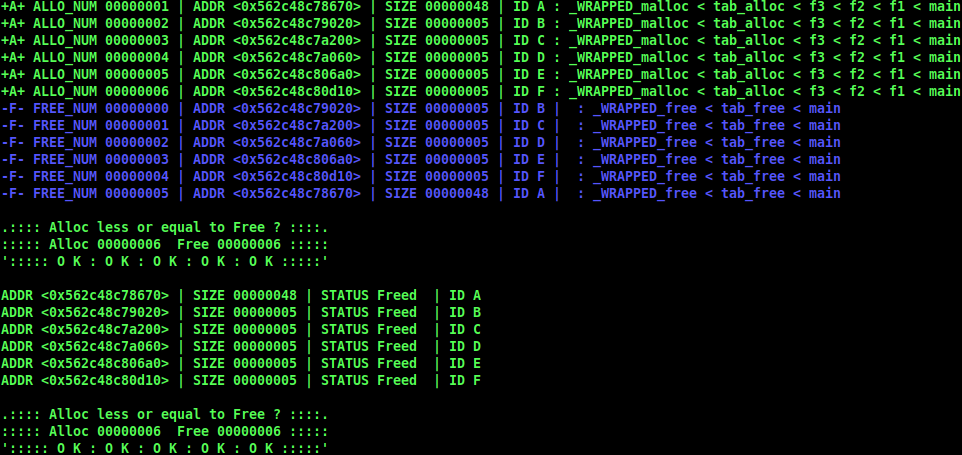 +A+ ALLO_NUM 00000001 | ADDR <0x562c48c78670> | SIZE 00000048 | ID A : _WRAPPED_malloc < tab_alloc < f3 < f2 < f1 < main
+A+ ALLO_NUM 00000002 | ADDR <0x562c48c79020> | SIZE 00000005 | ID B : _WRAPPED_malloc < tab_alloc < f3 < f2 < f1 < main
+A+ ALLO_NUM 00000003 | ADDR <0x562c48c7a200> | SIZE 00000005 | ID C : _WRAPPED_malloc < tab_alloc < f3 < f2 < f1 < main
+A+ ALLO_NUM 00000004 | ADDR <0x562c48c7a060> | SIZE 00000005 | ID D : _WRAPPED_malloc < tab_alloc < f3 < f2 < f1 < main
+A+ ALLO_NUM 00000005 | ADDR <0x562c48c806a0> | SIZE 00000005 | ID E : _WRAPPED_malloc < tab_alloc < f3 < f2 < f1 < main
+A+ ALLO_NUM 00000006 | ADDR <0x562c48c80d10> | SIZE 00000005 | ID F : _WRAPPED_malloc < tab_alloc < f3 < f2 < f1 < main
-F- FREE_NUM 00000000 | ADDR <0x562c48c79020> | SIZE 00000005 | ID B |  : _WRAPPED_free < tab_free < main
-F- FREE_NUM 00000001 | ADDR <0x562c48c7a200> | SIZE 00000005 | ID C |  : _WRAPPED_free < tab_free < main
-F- FREE_NUM 00000002 | ADDR <0x562c48c7a060> | SIZE 00000005 | ID D |  : _WRAPPED_free < tab_free < main
-F- FREE_NUM 00000003 | ADDR <0x562c48c806a0> | SIZE 00000005 | ID E |  : _WRAPPED_free < tab_free < main
-F- FREE_NUM 00000004 | ADDR <0x562c48c80d10> | SIZE 00000005 | ID F |  : _WRAPPED_free < tab_free < main
-F- FREE_NUM 00000005 | ADDR <0x562c48c78670> | SIZE 00000048 | ID A |  : _WRAPPED_free < tab_free < main
.:::: Alloc less or equal to Free ? ::::.
::::: Alloc 00000006  Free 00000006 :::::
'::::: O K : O K : O K : O K : O K :::::'
ADDR <0x562c48c78670> | SIZE 00000048 | STATUS Freed  | ID A
ADDR <0x562c48c79020> | SIZE 00000005 | STATUS Freed  | ID B
ADDR <0x562c48c7a200> | SIZE 00000005 | STATUS Freed  | ID C
ADDR <0x562c48c7a060> | SIZE 00000005 | STATUS Freed  | ID D
ADDR <0x562c48c806a0> | SIZE 00000005 | STATUS Freed  | ID E
ADDR <0x562c48c80d10> | SIZE 00000005 | STATUS Freed  | ID F
.:::: Alloc less or equal to Free ? ::::.
::::: Alloc 00000006  Free 00000006 :::::
'::::: O K : O K : O K : O K : O K :::::'